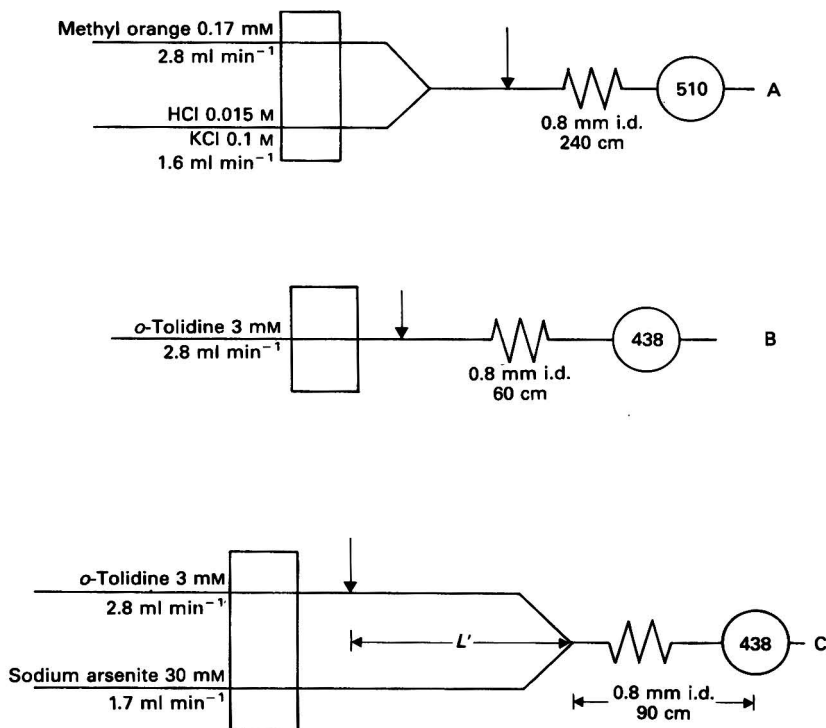 Methyl orange 0.17 mM
2.8 ml min⁻¹
HCl 0.015 M
KCl 0.1 M
1.6 ml min⁻¹
0.8 mm i.d.
240 cm
510
A
o-Tolidine 3 mM
2.8 ml min⁻¹
0.8 mm i.d.
60 cm
438
B
o-Tolidine 3 mM
2.8 ml min⁻¹
L'
Sodium arsenite 30 mM
1.7 ml min⁻¹
438
C
0.8 mm i.d.
90 cm